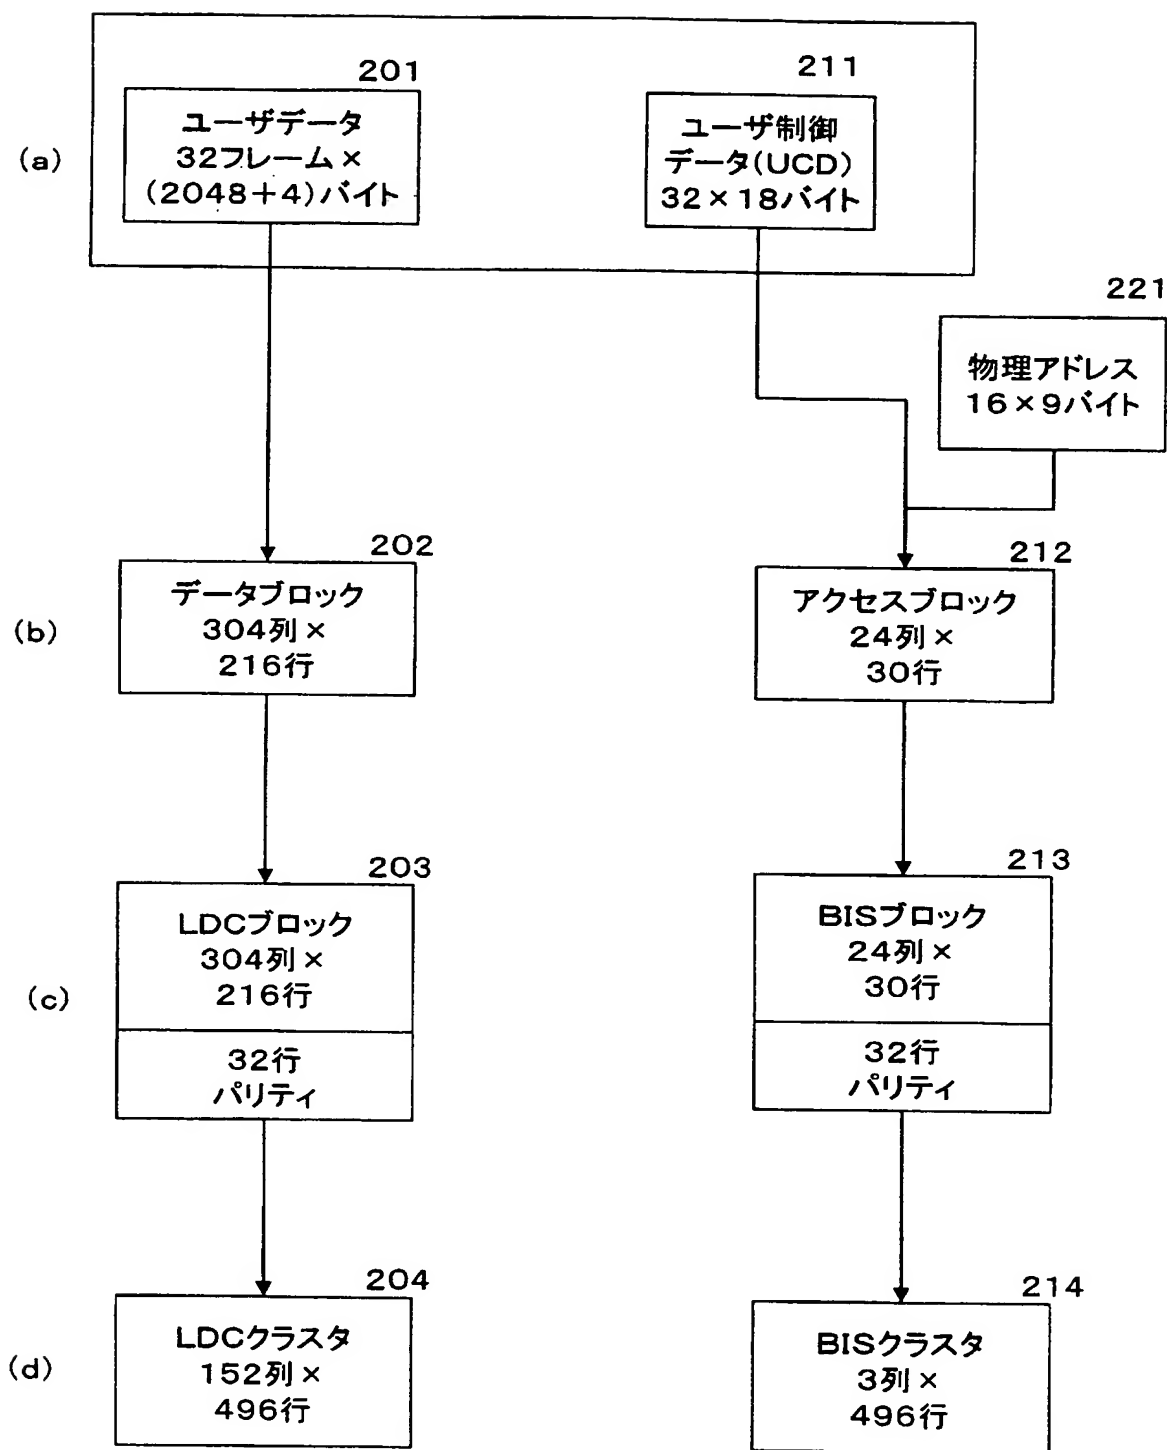 201
211
(a)
ユーザデータ
32フレーム×
(2048+4)バイト
ユーザ制御
データ(UCD)
32×18バイト
221
物理アドレス
16×9バイト
202
212
(b)
データブロック
304列×
216行
アクセスブロック
24列×
30行
203
213
(c)
LDCブロック
304列×
216行
32行
パリティ
BISブロック
24列×
30行
32行
パリティ
204
214
(d)
LDCクラスタ
152列×
496行
BISクラスタ
3列×
496行